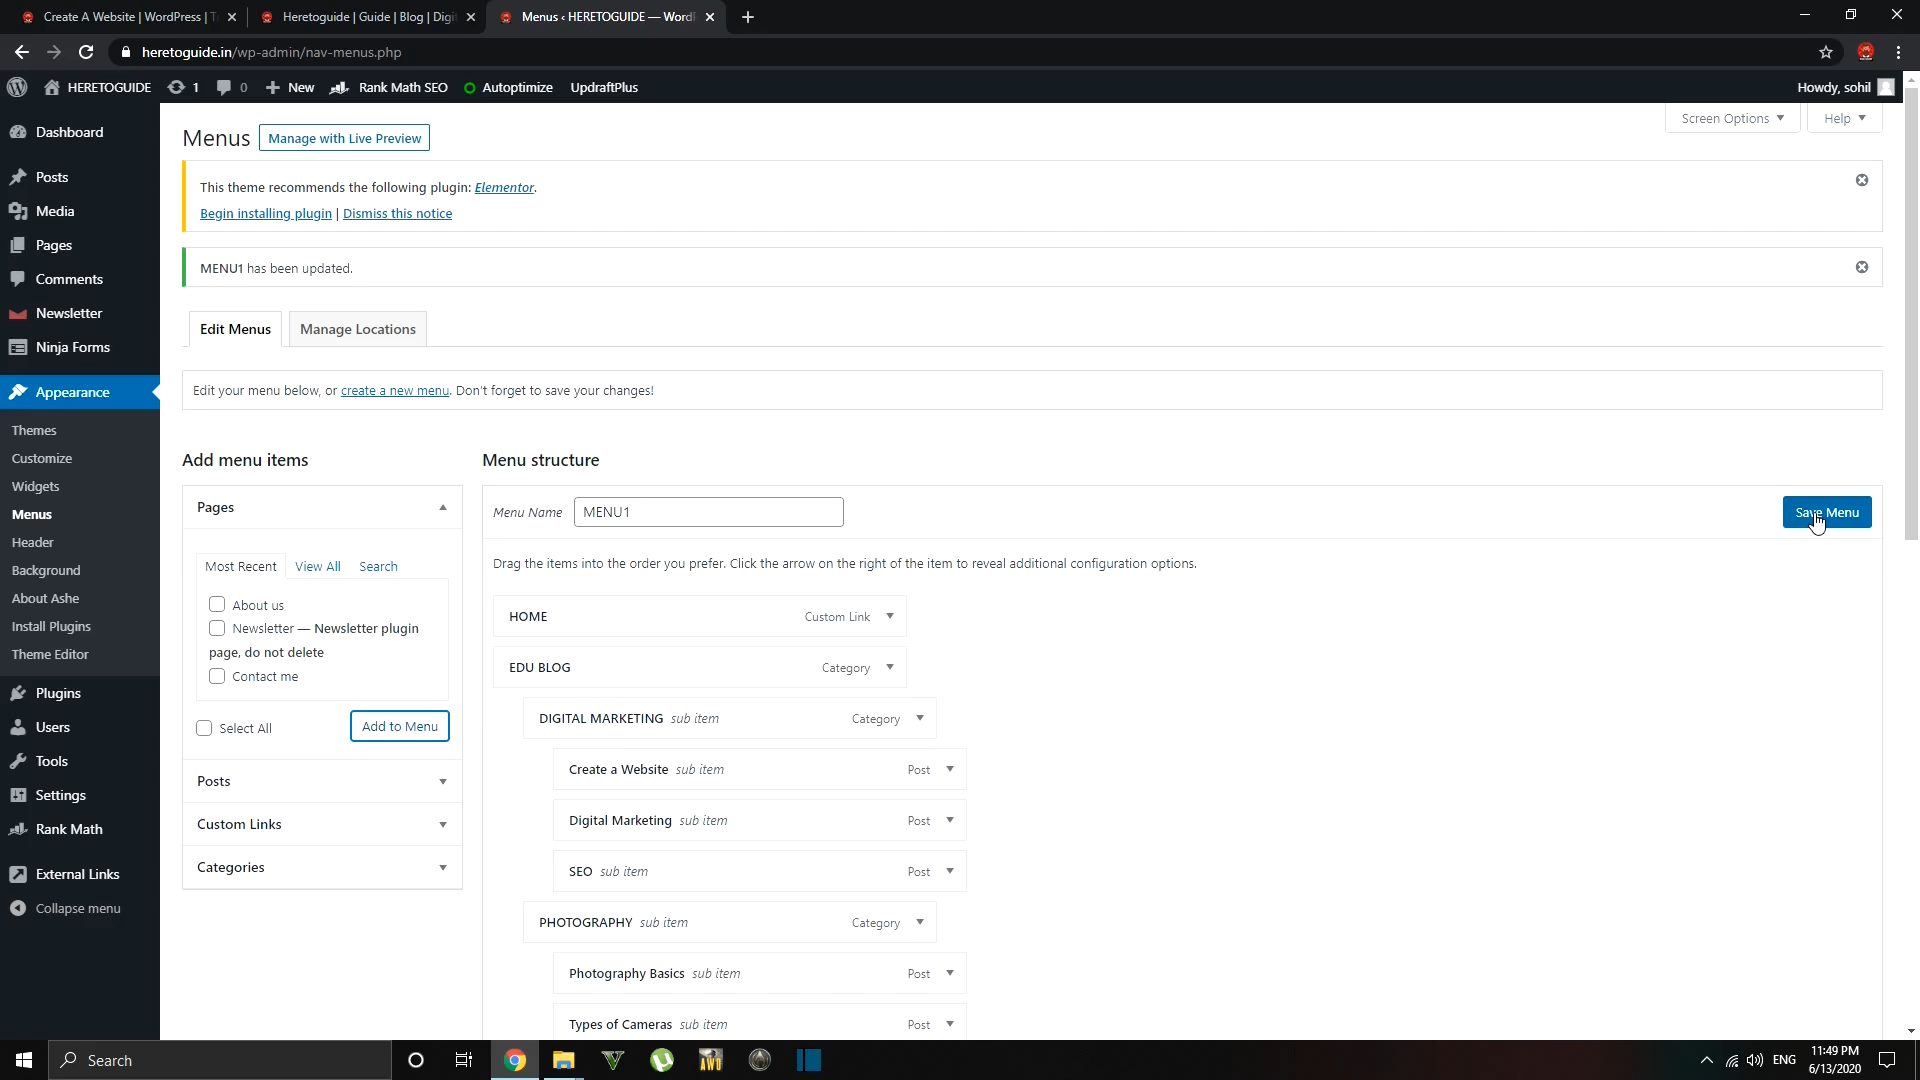 Create A Website | WordPress | T
Heretoguide | Guide | Blog | Digi
Menus ‹ HERETOGUIDE — Word
heretoguide.in/wp-admin/nav-menus.php
HERETOGUIDE 1 0 New Rank Math SEO Autoptimize UpdraftPlus Howdy, sohil
Screen Options Help
Menus Manage with Live Preview
This theme recommends the following plugin: Elementor.
Begin installing plugin | Dismiss this notice
MENU1 has been updated.
Edit Menus Manage Locations
Edit your menu below, or create a new menu. Don't forget to save your changes!
Dashboard
Posts
Media
Pages
Comments
Newsletter
Ninja Forms
Appearance
Themes
Customize
Widgets
Menus
Header
Background
About Ashe
Install Plugins
Theme Editor
Plugins
Users
Tools
Settings
Rank Math
External Links
Collapse menu
Add menu items
Pages
Most Recent View All Search
About us
Newsletter — Newsletter plugin
page, do not delete
Contact me
Select All Add to Menu
Posts
Custom Links
Categories
Menu structure
Menu Name MENU1 Save Menu
Drag the items into the order you prefer. Click the arrow on the right of the item to reveal additional configuration options.
HOME Custom Link
EDU BLOG Category
DIGITAL MARKETING sub item Category
Create a Website sub item Post
Digital Marketing sub item Post
SEO sub item Post
PHOTOGRAPHY sub item Category
Photography Basics sub item Post
Types of Cameras sub item Post
Search
AWD
ENG
11:49 PM
6/13/2020